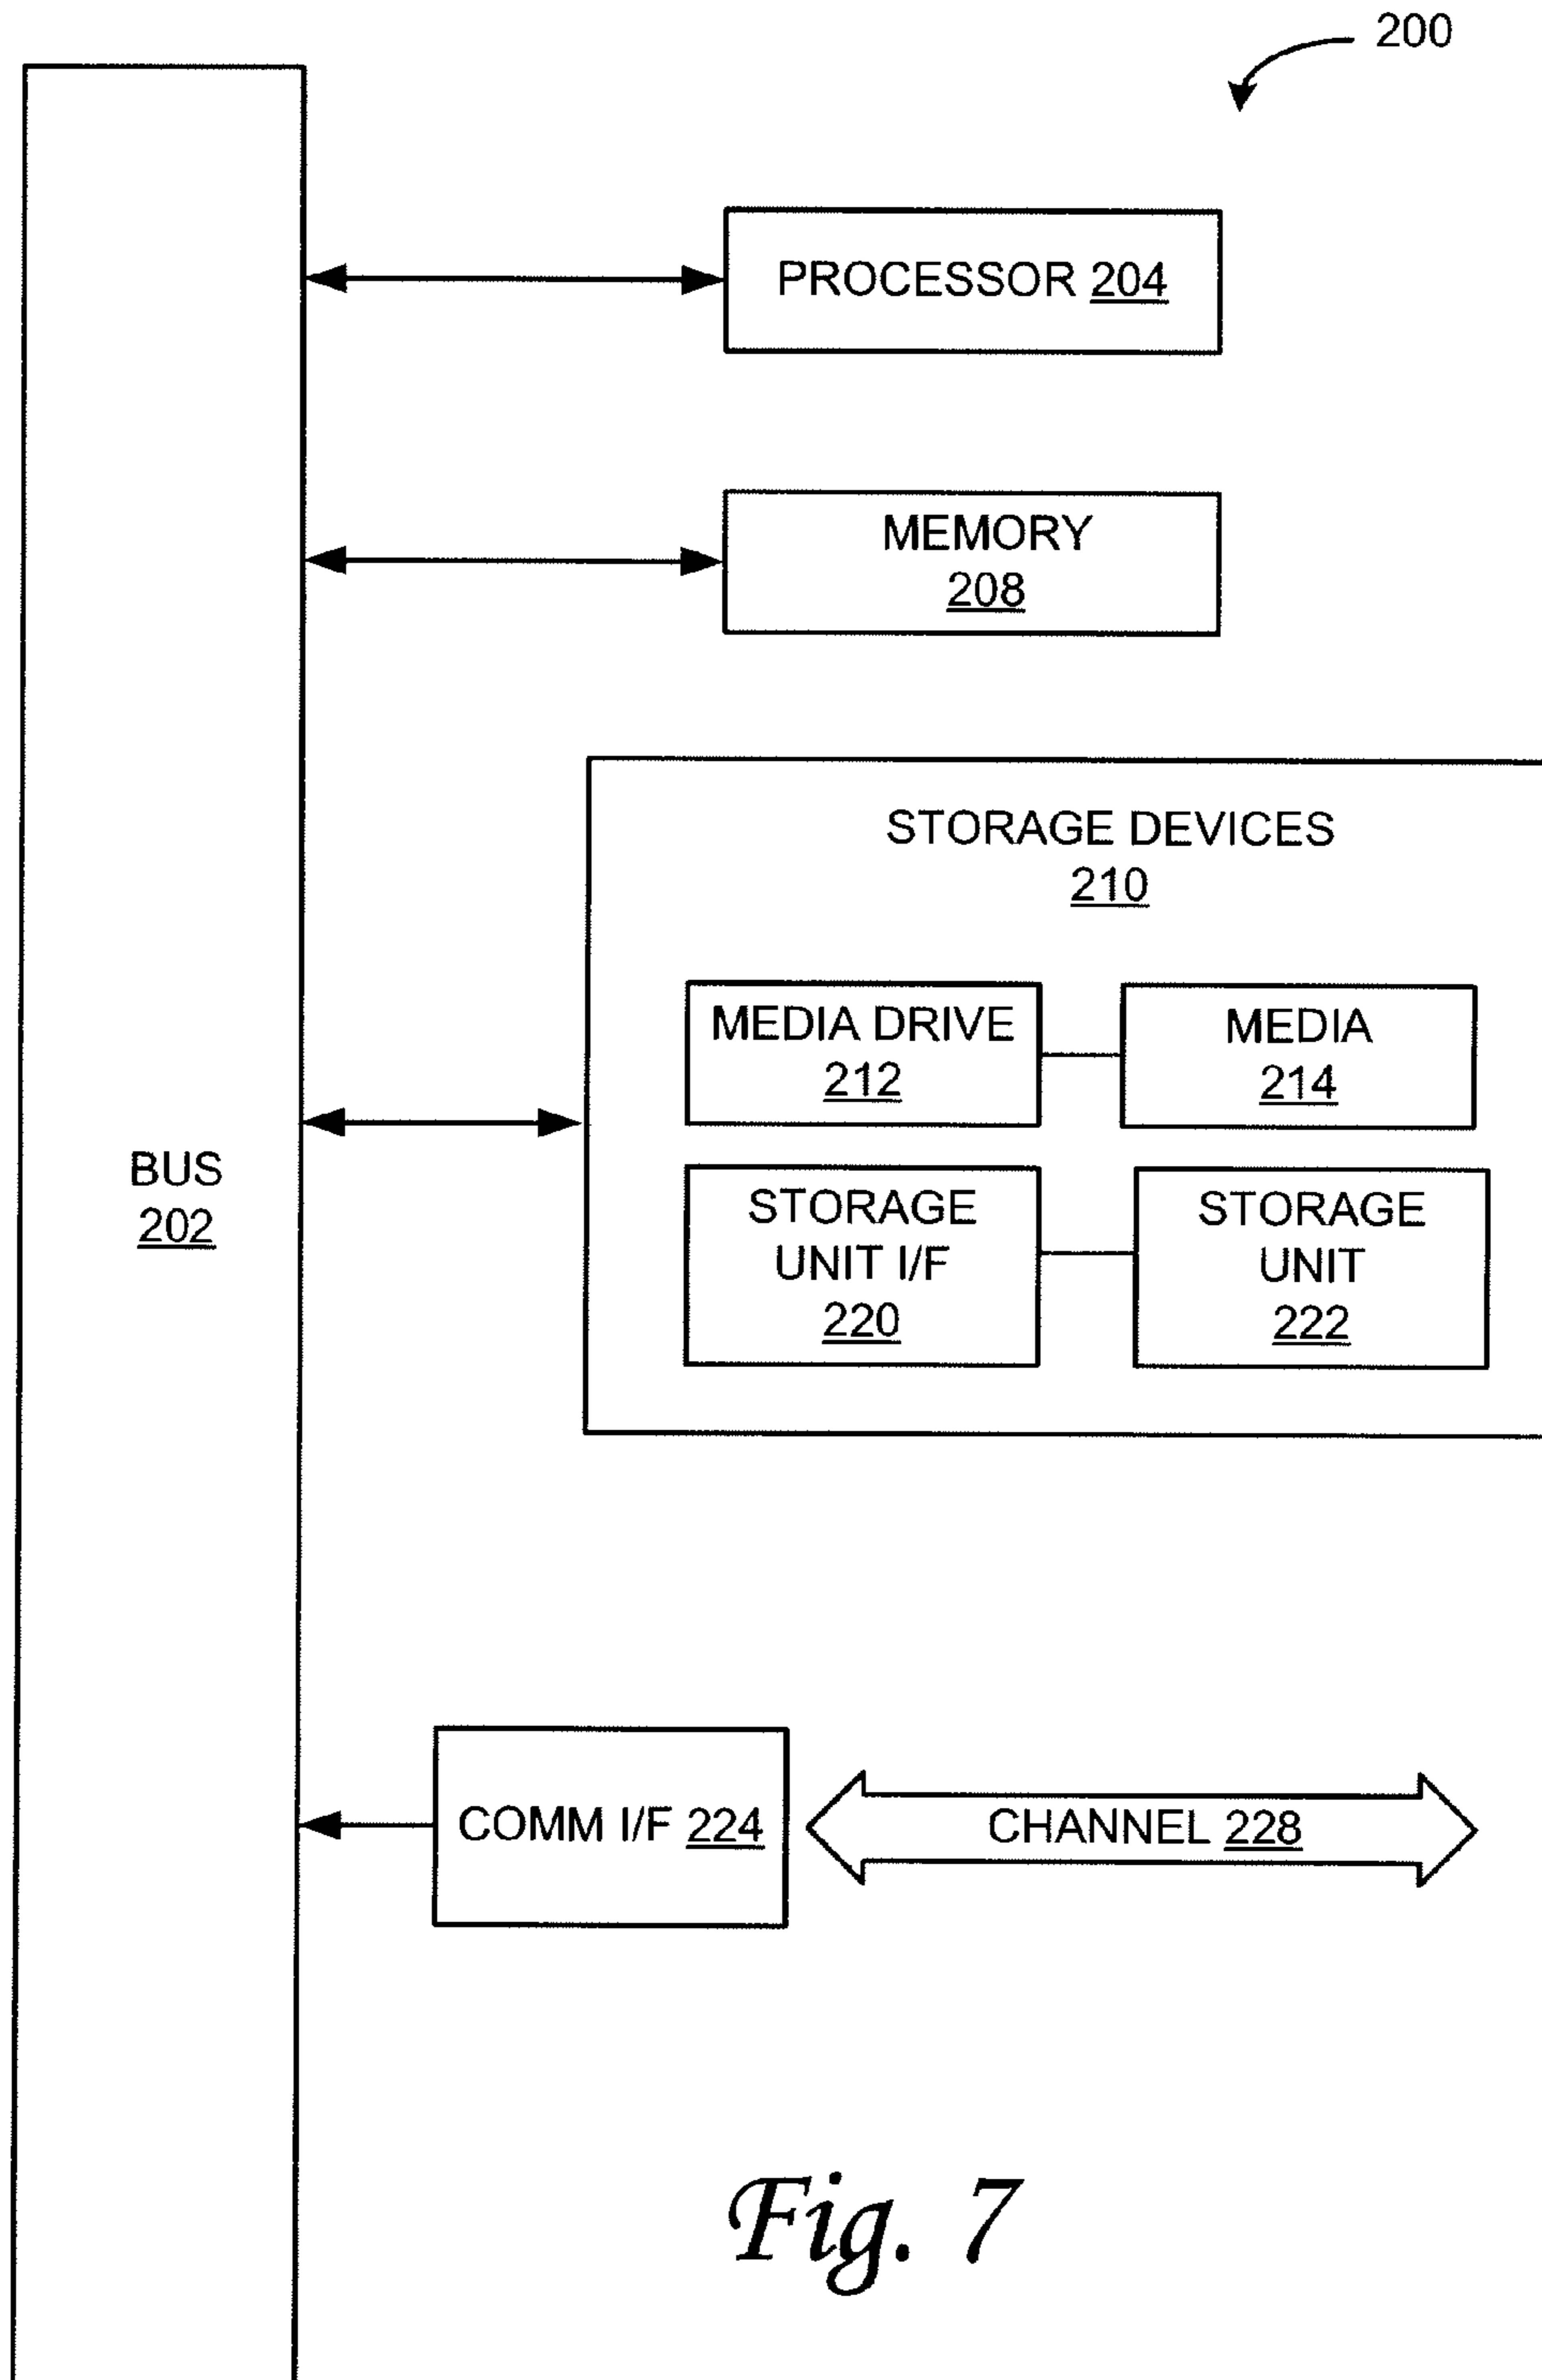 200
PROCESSOR 204
MEMORY
208
STORAGE DEVICES
210
MEDIA DRIVE
212
MEDIA
214
BUS
202
STORAGE
UNIT I/F
220
STORAGE
UNIT
222
COMM I/F 224
CHANNEL 228
Fig. 7